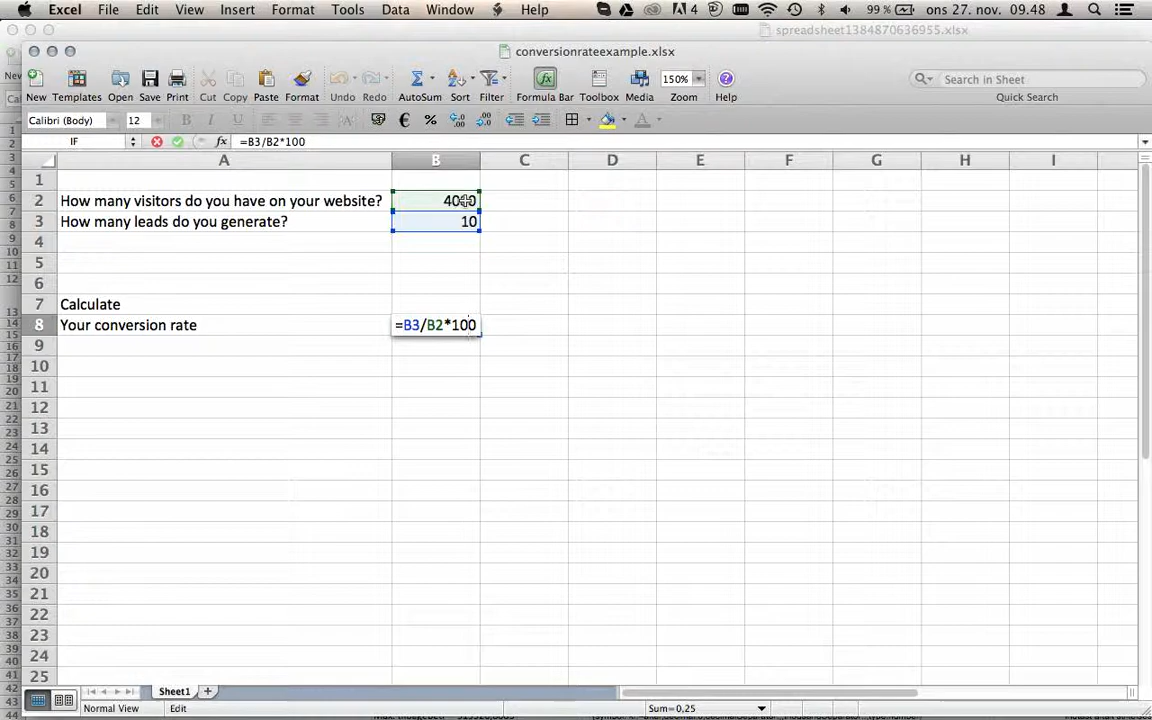 Excel File Edit View Insert Format Tools Data Window Help 4 99% ons 27. nov. 09.48
spreadsheet1384870636955.xlsx
conversionrateexample.xlsx
150% Search in Sheet
New Templates Open Save Print Cut Copy Paste Format Undo Redo AutoSum Sort Filter Formula Bar Toolbox Media Zoom Help Quick Search
Calibri (Body) 12 B I U A € % A
IF fx =B3/B2*100
A B C D E F G H I
1
2 How many visitors do you have on your website?
3 How many leads do you generate? 10
4
5
6
7 Calculate
8 Your conversion rate =B3/B2*100
9
10
11
12
13
14
15
16
17
18
19
20
21
22
23
24
25
Sheet1
Normal View Edit Sum=0,25